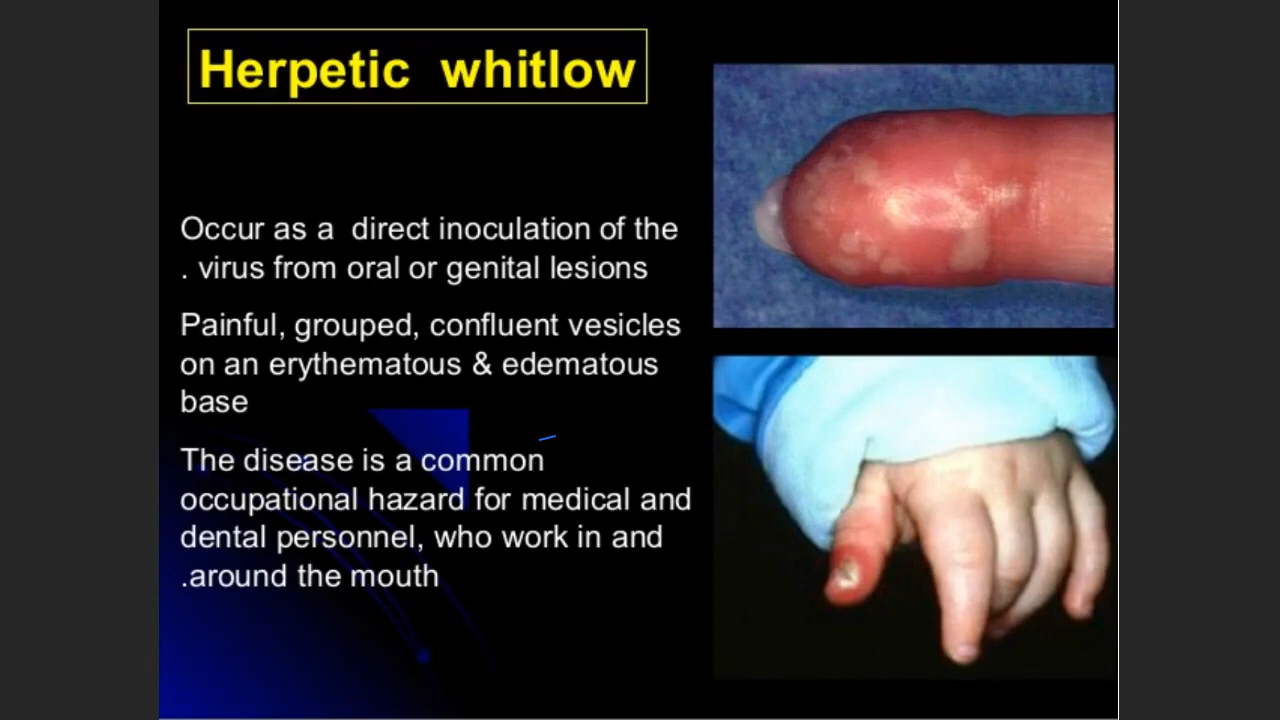 Herpetic whitlow
Occur as a direct inoculation of the
. virus from oral or genital lesions
Painful, grouped, confluent vesicles
on an erythematous & edematous
base
The disease is a common
occupational hazard for medical and
dental personnel, who work in and
.around the mouth